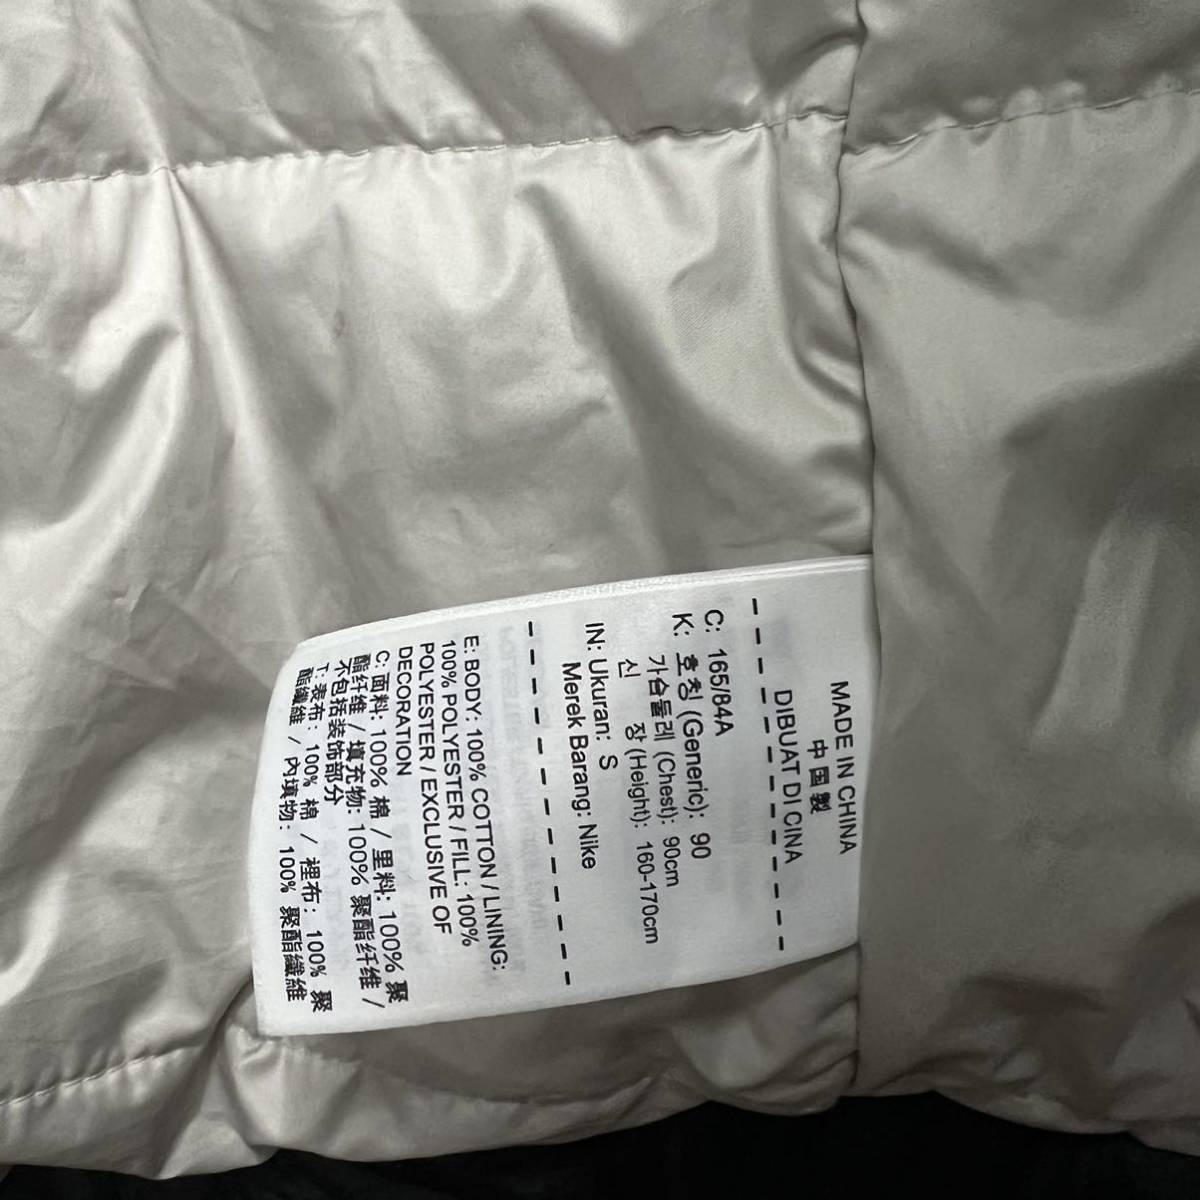 MADE IN CHINA
中国製
DIBUAT DI CINA
C: 165/84A
K: 호칭 (Generic): 90
가슴둘레 (Chest): 90cm
신 장 (Height): 160-170cm
IN: Ukuran: S
Merek Barang: Nike
E: BODY: 100% COTTON / LINING:
100% POLYESTER / FILL: 100%
POLYESTER / EXCLUSIVE OF
DECORATION
C: 面料: 100% 棉 / 里料: 100% 聚
酯纤维 / 填充物: 100% 聚酯纤维 /
不包括装饰部分
T: 表布: 100% 棉 / 裡布: 100% 聚
酯纖維 / 內填物: 100% 聚酯纖維